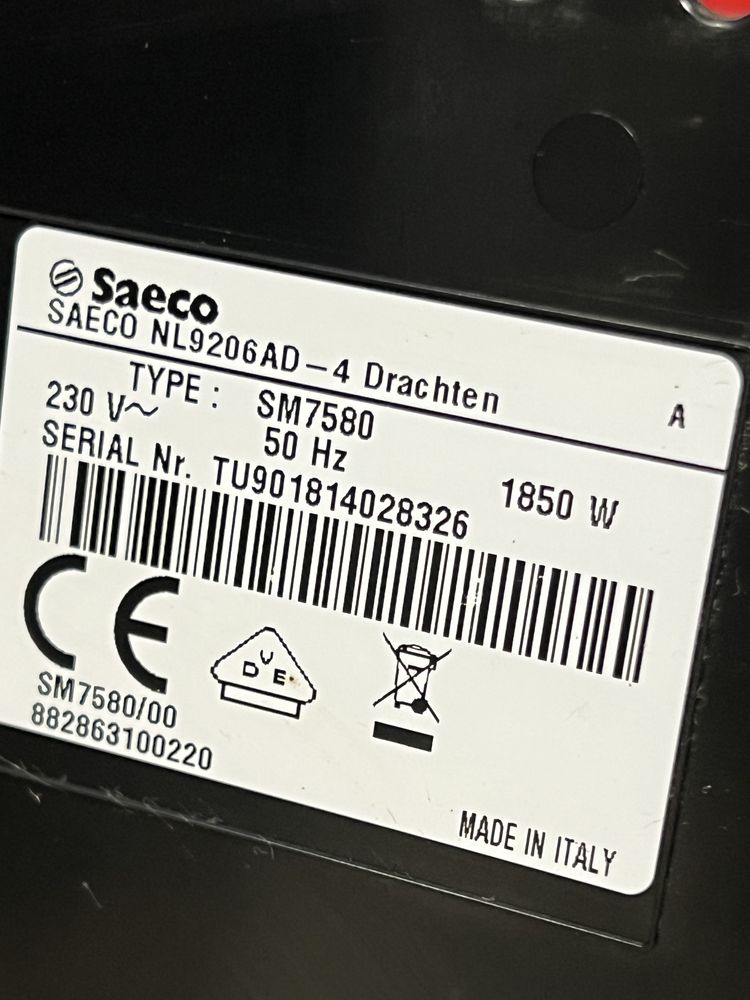 Saeco
SAECO NL9206AD-4 Drachten A
TYPE: SM7580
230 V~ 50 Hz 1850 W
SERIAL Nr. TU901814028326
CE
VDE
SM7580/00
882863100220
MADE IN ITALY